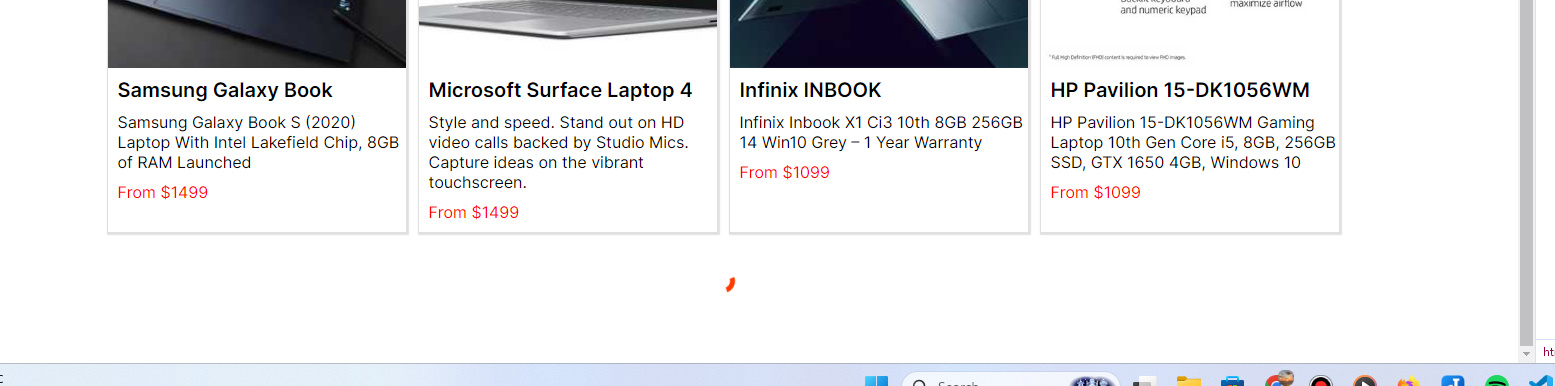 and numeric keypad
maximize airflow
* Full High Definition (FHD) content is required to view FHD images.
Samsung Galaxy Book
Samsung Galaxy Book S (2020)
Laptop With Intel Lakefield Chip, 8GB
of RAM Launched
From $1499
Microsoft Surface Laptop 4
Style and speed. Stand out on HD
video calls backed by Studio Mics.
Capture ideas on the vibrant
touchscreen.
From $1499
Infinix INBOOK
Infinix Inbook X1 Ci3 10th 8GB 256GB
14 Win10 Grey – 1 Year Warranty
From $1099
HP Pavilion 15-DK1056WM
HP Pavilion 15-DK1056WM Gaming
Laptop 10th Gen Core i5, 8GB, 256GB
SSD, GTX 1650 4GB, Windows 10
From $1099
Search